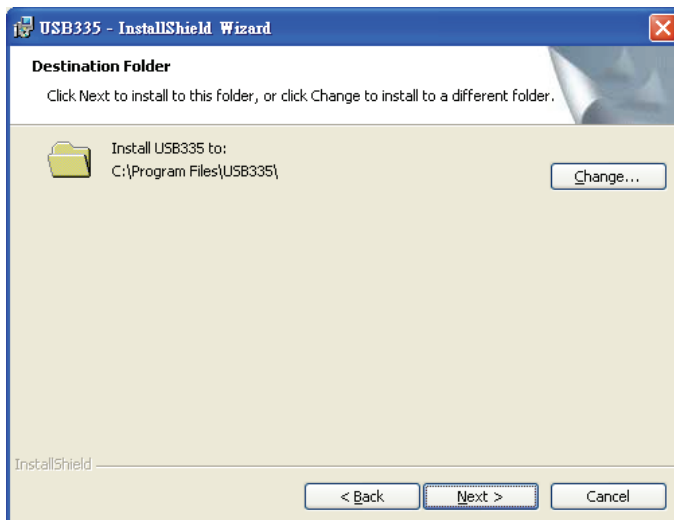 USB335 - InstallShield Wizard
Destination Folder
Click Next to install to this folder, or click Change to install to a different folder.
Install USB335 to:
C:\Program Files\USB335\
Change...
InstallShield
< Back
Next >
Cancel